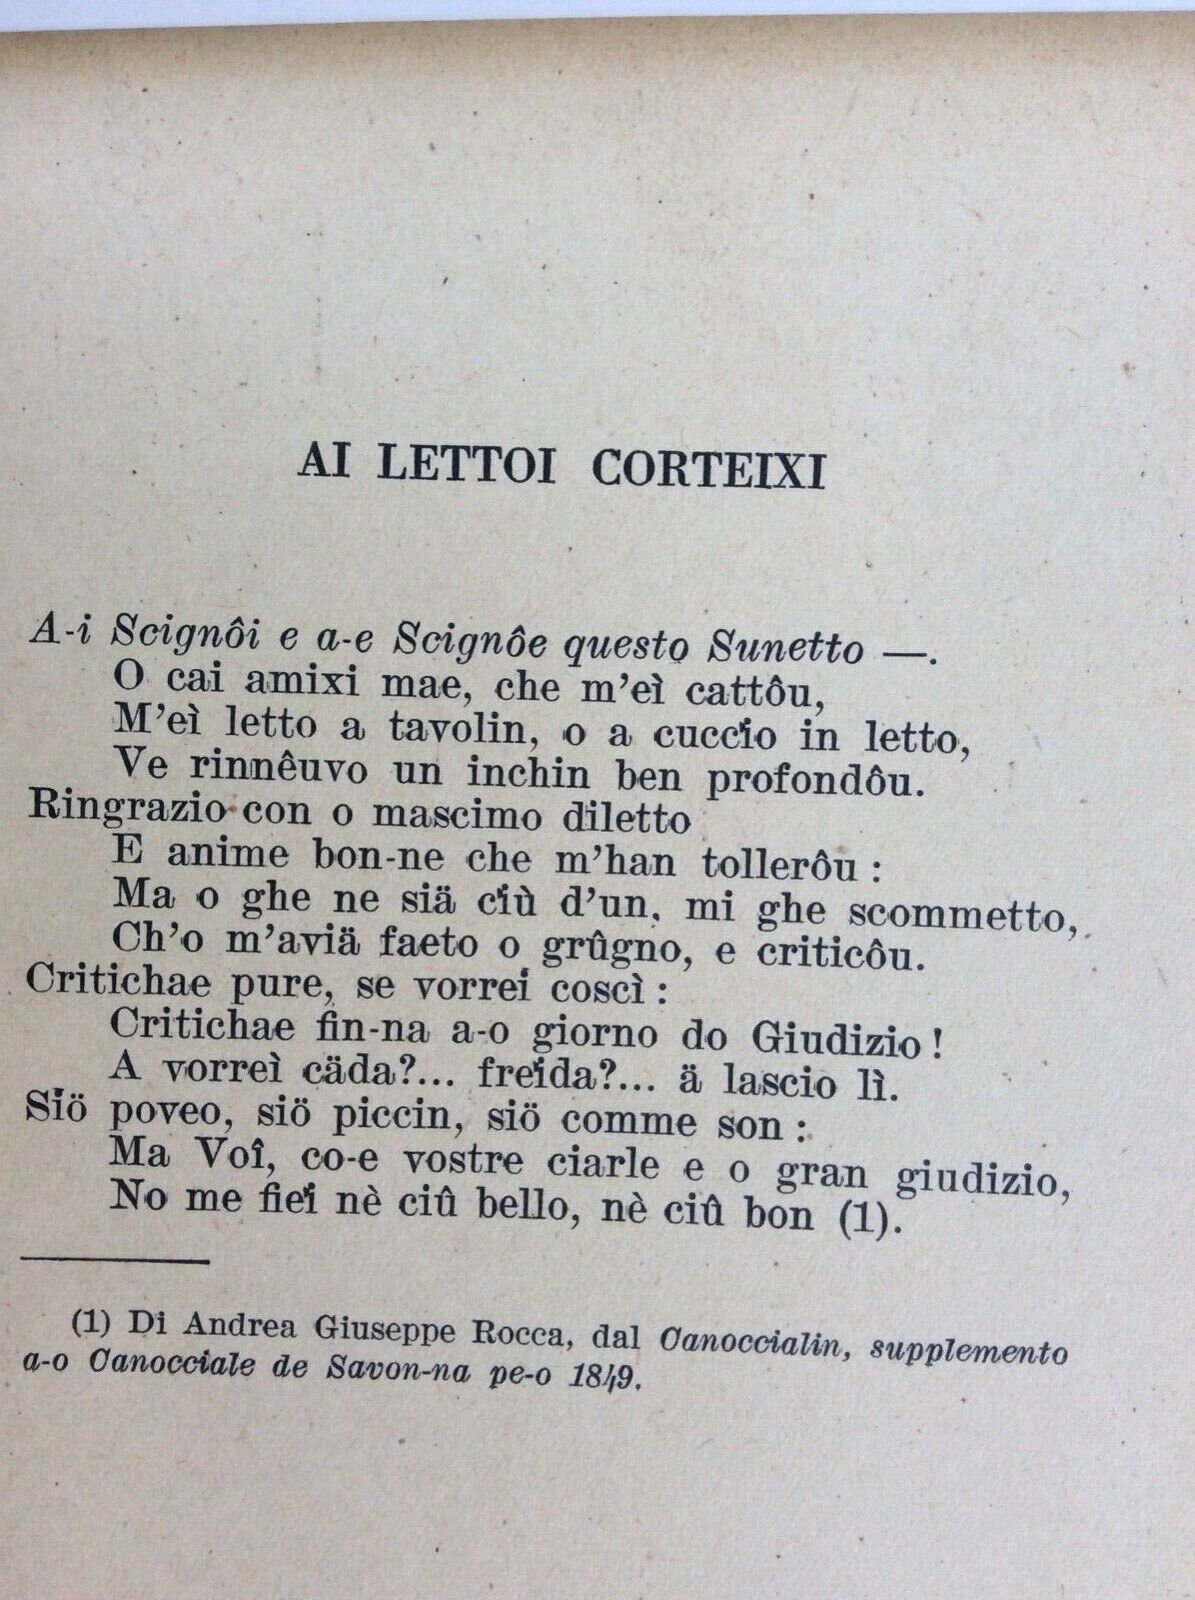 AI LETTOI CORTEIXI
A-i Scignôi e a-e Scignôe questo Sunetto —.
O cai amixi mae, che m'eì cattôu,
M'eì letto a tavolin, o a cuccio in letto,
Ve rinnêuvo un inchin ben profondôu.
Ringrazio con o mascimo diletto
E anime bon-ne che m'han tollerôu :
Ma o ghe ne siä ciù d'un, mi ghe scommetto,
Ch'o m'aviä faeto o grûgno, e criticôu.
Critichae pure, se vorrei coscì :
Critichae fin-na a-o giorno do Giudizio !
A vorreì cäda?... freida?... ä lascio lì.
Siö poveo, siö piccin, siö comme son :
Ma Voî, co-e vostre ciarle e o gran giudizio,
No me fiei nè ciû bello, nè ciû bon (1).
(1) Di Andrea Giuseppe Rocca, dal Canoccialin, supplemento
a-o Canocciale de Savon-na pe-o 1849.